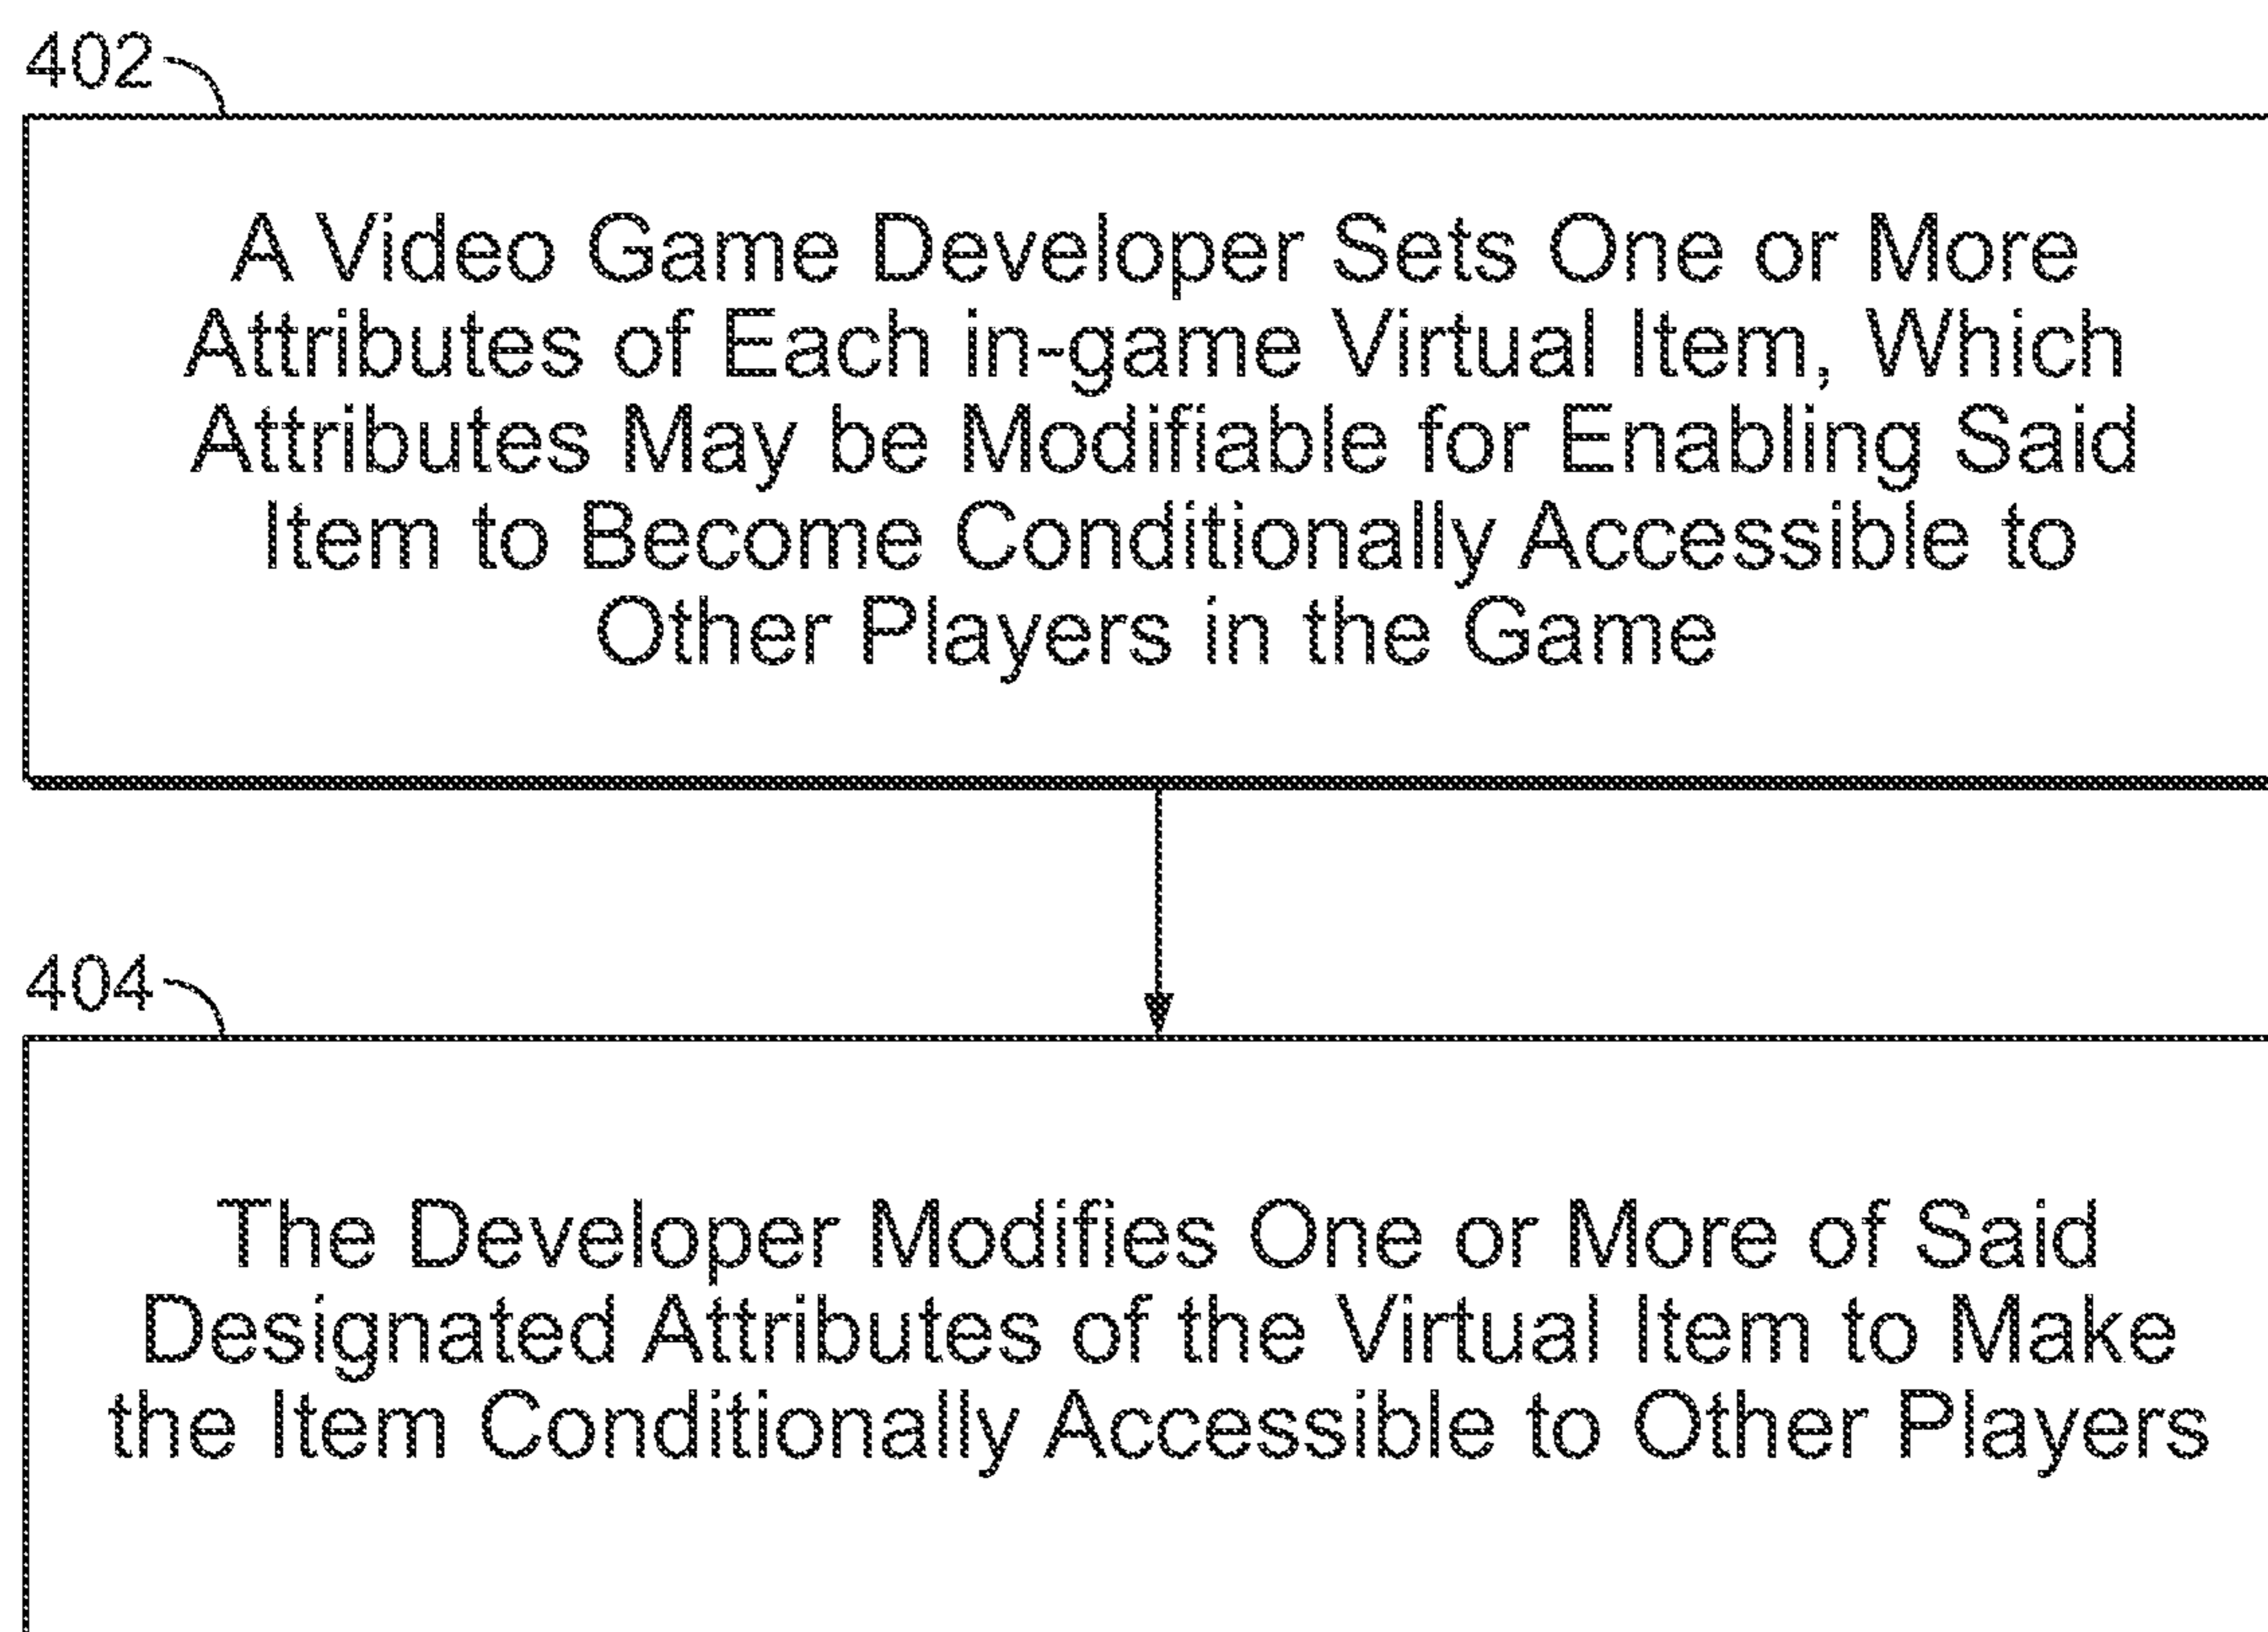 402
A Video Game Developer Sets One or More
Attributes of Each in-game Virtual Item, Which
Attributes May be Modifiable for Enabling Said
Item to Become Conditionally Accessible to
Other Players in the Game
404
The Developer Modifies One or More of Said
Designated Attributes of the Virtual Item to Make
the Item Conditionally Accessible to Other Players